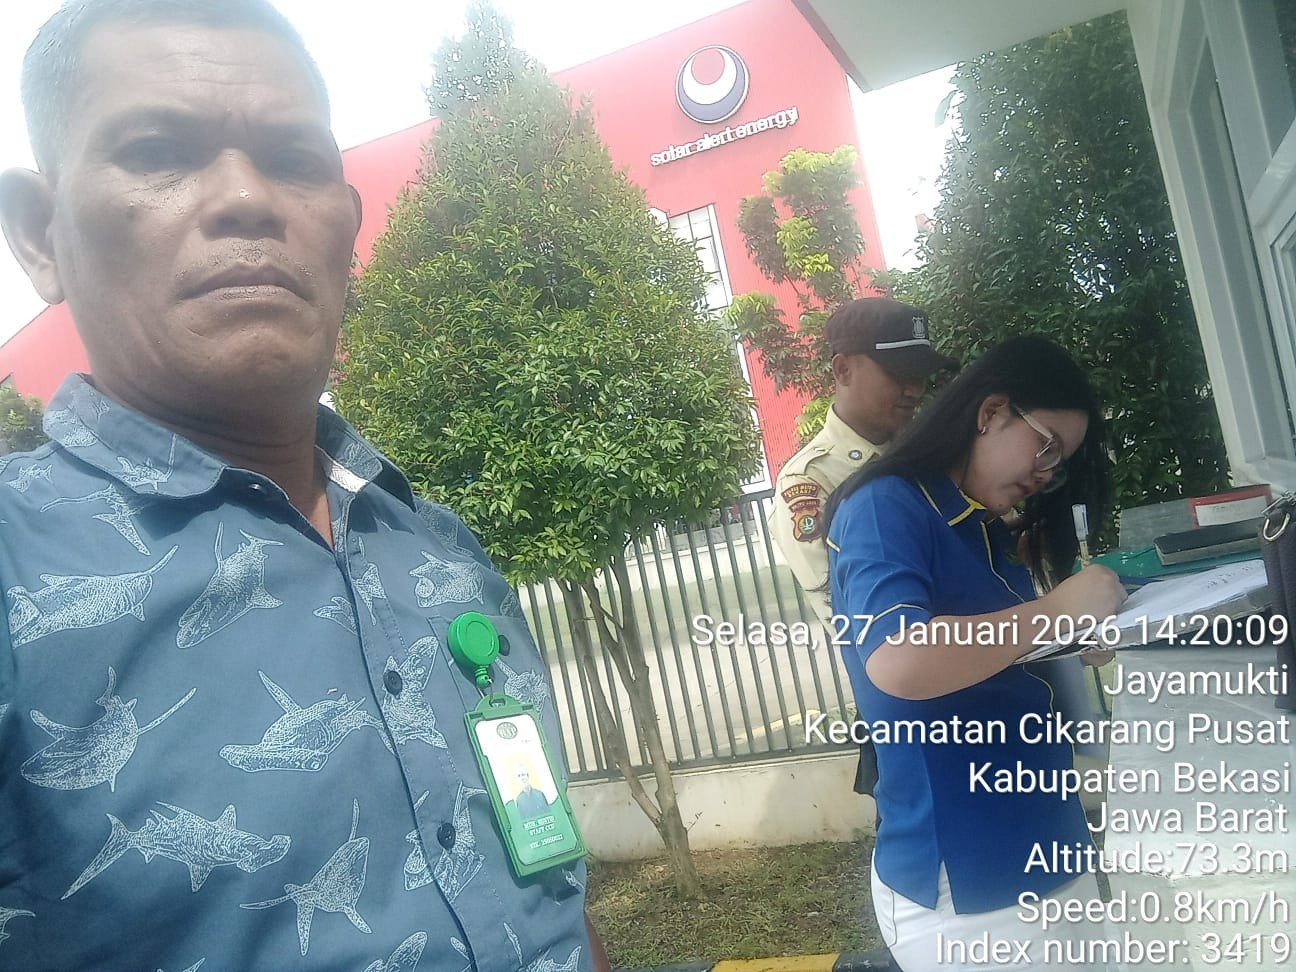 solar alert energy
Selasa, 27 Januari 2026 14:20:09
Jayamukti
Kecamatan Cikarang Pusat
Kabupaten Bekasi
Jawa Barat
Altitude:73.3m
Speed:0.8km/h
Index number: 3419
STAFF